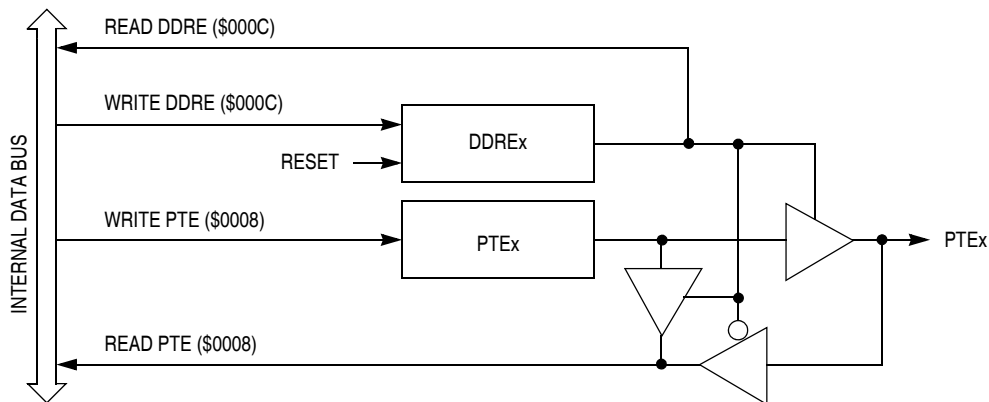 READ DDRE ($000C)
WRITE DDRE ($000C)
DDREx
RESET
WRITE PTE ($0008)
PTEx
PTEx
READ PTE ($0008)
INTERNAL DATA BUS